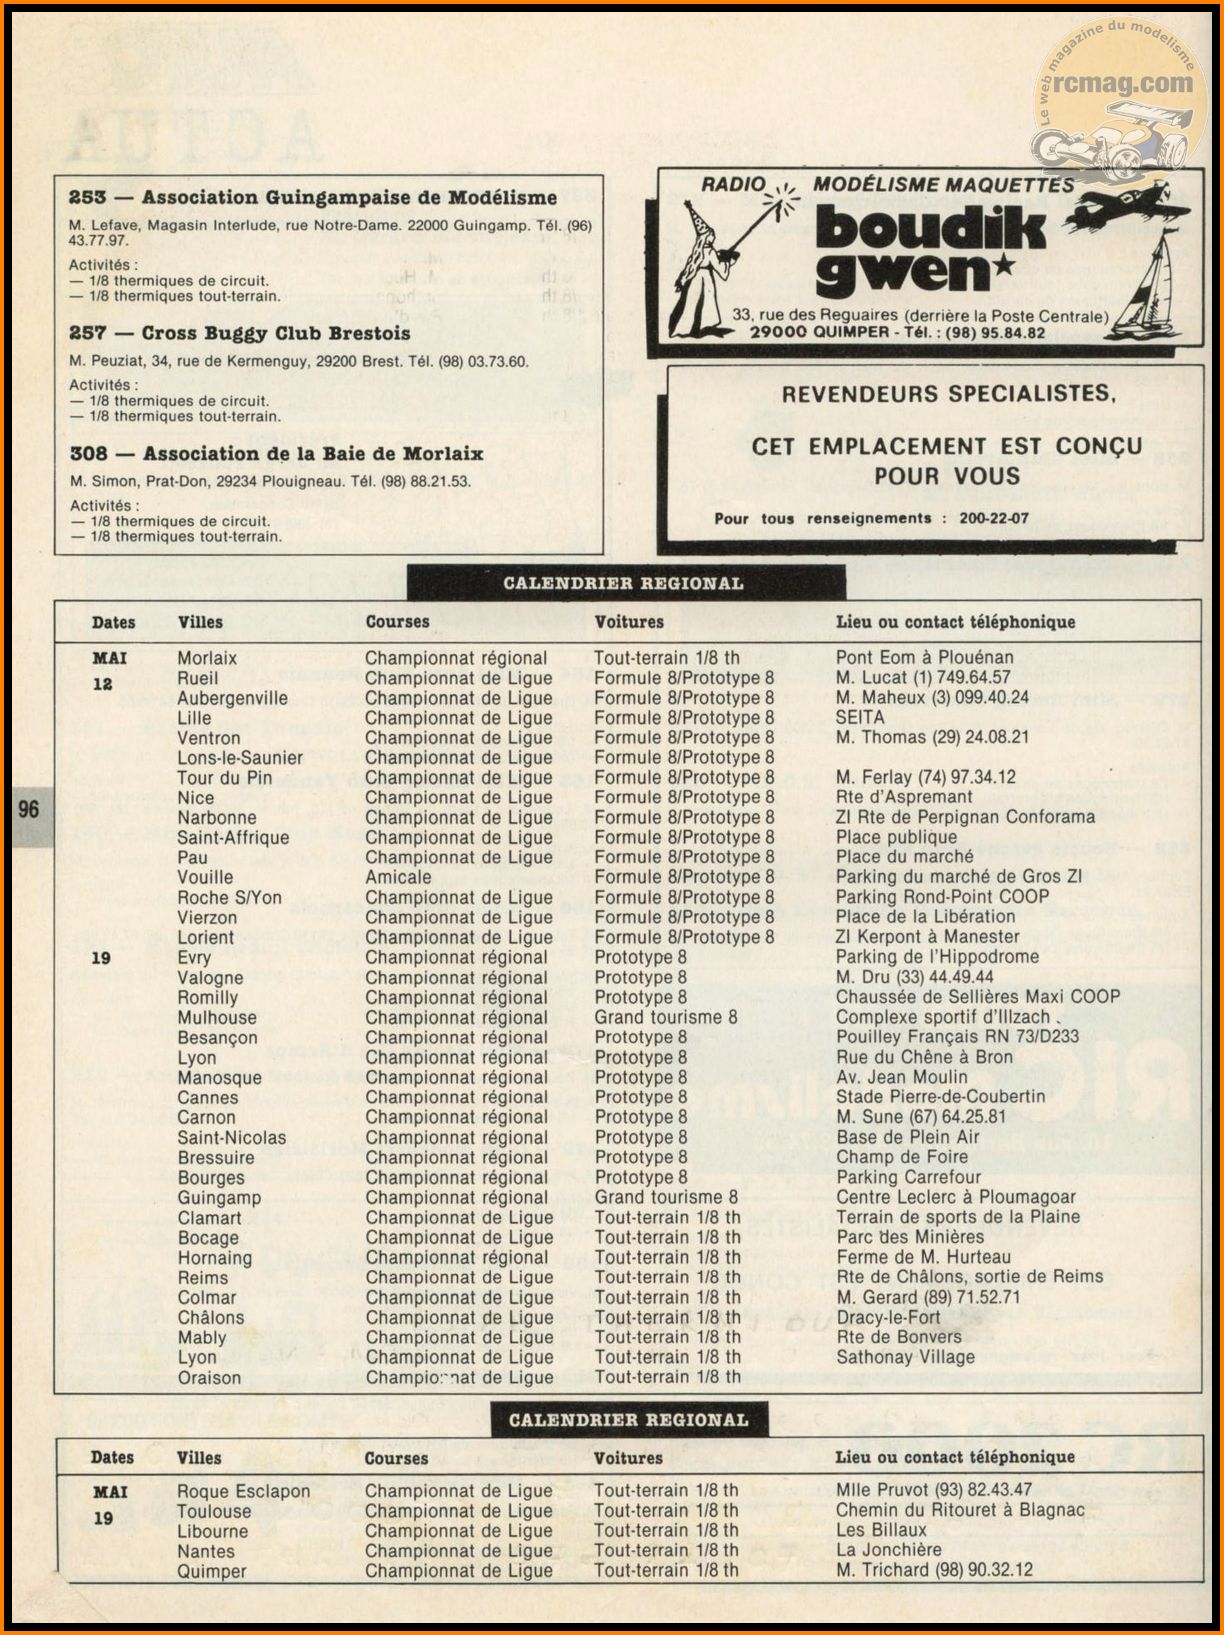 Le web magazine du modelisme
rcmag.com
253 — Association Guingampaise de Modélisme
M. Lefave, Magasin Interlude, rue Notre-Dame. 22000 Guingamp. Tél. (96)
43.77.97.
Activités :
— 1/8 thermiques de circuit.
— 1/8 thermiques tout-terrain.
257 — Cross Buggy Club Brestois
M. Peuziat, 34, rue de Kermenguy, 29200 Brest. Tél. (98) 03.73.60.
Activités :
— 1/8 thermiques de circuit.
— 1/8 thermiques tout-terrain.
308 — Association de la Baie de Morlaix
M. Simon, Prat-Don, 29234 Plouigneau. Tél. (98) 88.21.53.
Activités :
— 1/8 thermiques de circuit.
— 1/8 thermiques tout-terrain.
RADIO MODÉLISME MAQUETTES
boudik
gwen★
33, rue des Reguaires (derrière la Poste Centrale)
29000 QUIMPER - Tél. : (98) 95.84.82
REVENDEURS SPECIALISTES,
CET EMPLACEMENT EST CONÇU
POUR VOUS
Pour tous renseignements : 200-22-07
CALENDRIER REGIONAL
Dates Villes Courses Voitures Lieu ou contact téléphonique
MAI Morlaix Championnat régional Tout-terrain 1/8 th Pont Eom à Plouénan
12 Rueil Championnat de Ligue Formule 8/Prototype 8 M. Lucat (1) 749.64.57
Aubergenville Championnat de Ligue Formule 8/Prototype 8 M. Maheux (3) 099.40.24
Lille Championnat de Ligue Formule 8/Prototype 8 SEITA
Ventron Championnat de Ligue Formule 8/Prototype 8 M. Thomas (29) 24.08.21
Lons-le-Saunier Championnat de Ligue Formule 8/Prototype 8
Tour du Pin Championnat de Ligue Formule 8/Prototype 8 M. Ferlay (74) 97.34.12
Nice Championnat de Ligue Formule 8/Prototype 8 Rte d'Aspremant
Narbonne Championnat de Ligue Formule 8/Prototype 8 ZI Rte de Perpignan Conforama
Saint-Affrique Championnat de Ligue Formule 8/Prototype 8 Place publique
Pau Championnat de Ligue Formule 8/Prototype 8 Place du marché
Vouille Amicale Formule 8/Prototype 8 Parking du marché de Gros ZI
Roche S/Yon Championnat de Ligue Formule 8/Prototype 8 Parking Rond-Point COOP
Vierzon Championnat de Ligue Formule 8/Prototype 8 Place de la Libération
Lorient Championnat de Ligue Formule 8/Prototype 8 ZI Kerpont à Manester
19 Evry Championnat régional Prototype 8 Parking de l'Hippodrome
Valogne Championnat régional Prototype 8 M. Dru (33) 44.49.44
Romilly Championnat régional Prototype 8 Chaussée de Sellières Maxi COOP
Mulhouse Championnat régional Grand tourisme 8 Complexe sportif d'Illzach .
Besançon Championnat régional Prototype 8 Pouilley Français RN 73/D233
Lyon Championnat régional Prototype 8 Rue du Chêne à Bron
Manosque Championnat régional Prototype 8 Av. Jean Moulin
Cannes Championnat régional Prototype 8 Stade Pierre-de-Coubertin
Carnon Championnat régional Prototype 8 M. Sune (67) 64.25.81
Saint-Nicolas Championnat régional Prototype 8 Base de Plein Air
Bressuire Championnat régional Prototype 8 Champ de Foire
Bourges Championnat régional Prototype 8 Parking Carrefour
Guingamp Championnat régional Grand tourisme 8 Centre Leclerc à Ploumagoar
Clamart Championnat de Ligue Tout-terrain 1/8 th Terrain de sports de la Plaine
Bocage Championnat de Ligue Tout-terrain 1/8 th Parc des Minières
Hornaing Championnat régional Tout-terrain 1/8 th Ferme de M. Hurteau
Reims Championnat de Ligue Tout-terrain 1/8 th Rte de Châlons, sortie de Reims
Colmar Championnat de Ligue Tout-terrain 1/8 th M. Gerard (89) 71.52.71
Châlons Championnat de Ligue Tout-terrain 1/8 th Dracy-le-Fort
Mably Championnat de Ligue Tout-terrain 1/8 th Rte de Bonvers
Lyon Championnat de Ligue Tout-terrain 1/8 th Sathonay Village
Oraison Championnat de Ligue Tout-terrain 1/8 th
96
CALENDRIER REGIONAL
Dates Villes Courses Voitures Lieu ou contact téléphonique
MAI Roque Esclapon Championnat de Ligue Tout-terrain 1/8 th Mlle Pruvot (93) 82.43.47
19 Toulouse Championnat de Ligue Tout-terrain 1/8 th Chemin du Ritouret à Blagnac
Libourne Championnat de Ligue Tout-terrain 1/8 th Les Billaux
Nantes Championnat de Ligue Tout-terrain 1/8 th La Jonchière
Quimper Championnat de Ligue Tout-terrain 1/8 th M. Trichard (98) 90.32.12